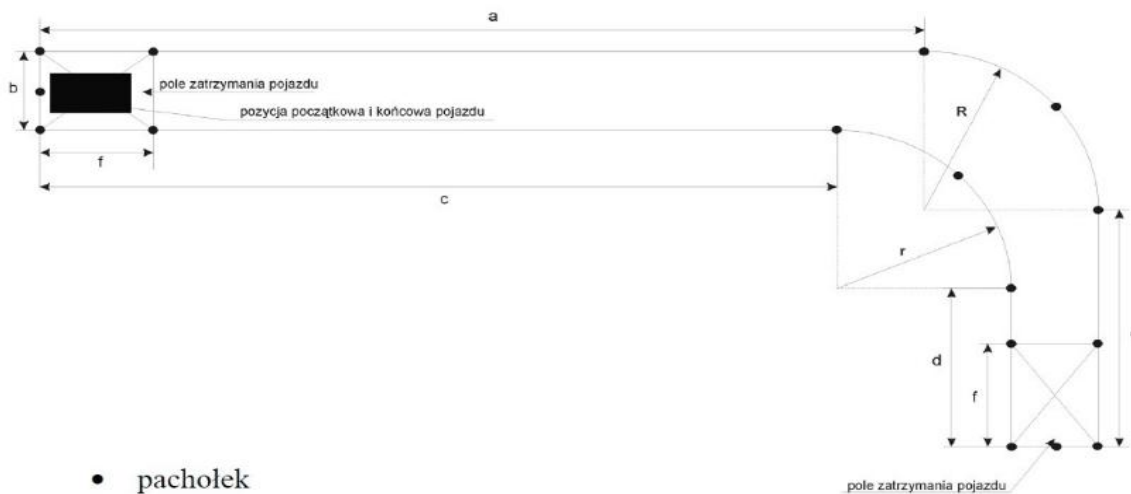 a
b
pole zatrzymania pojazdu
pozycja początkowa i końcowa pojazdu
f
R
c
r
d
f
• pachołek
pole zatrzymania pojazdu